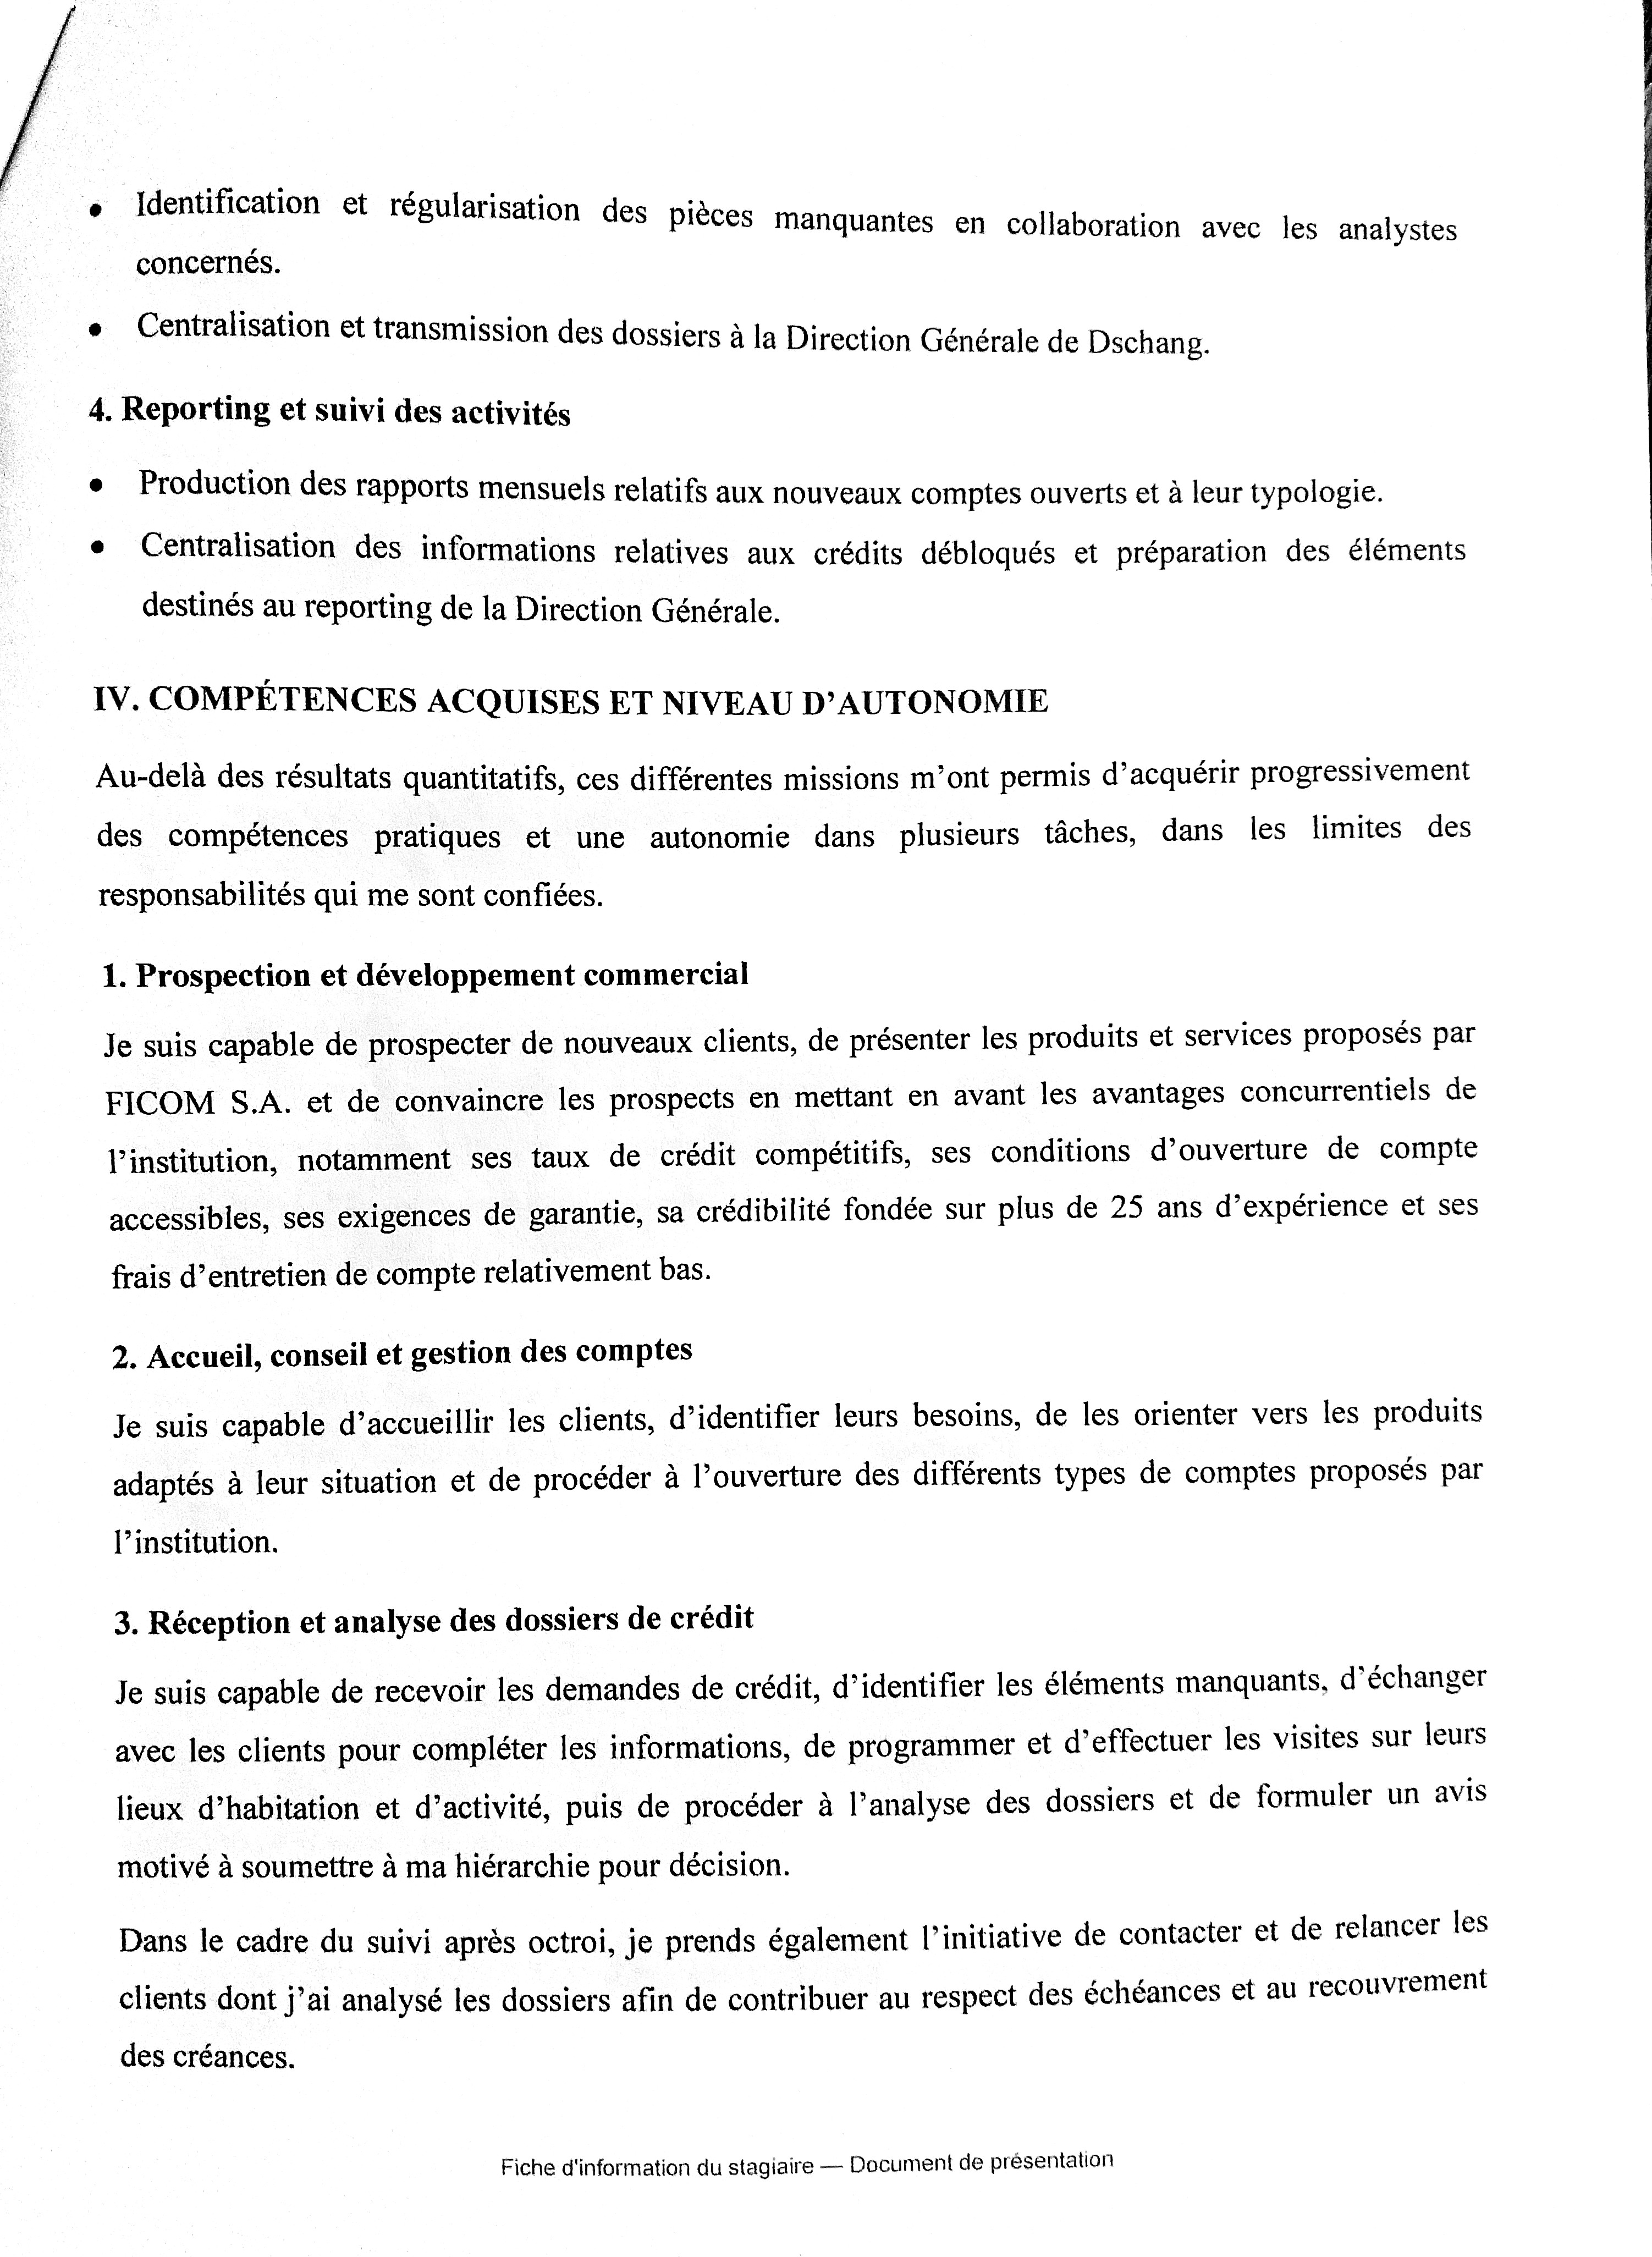 • Identification et régularisation des pièces manquantes en collaboration avec les analystes
concernés.
• Centralisation et transmission des dossiers à la Direction Générale de Dschang.
4. Reporting et suivi des activités
• Production des rapports mensuels relatifs aux nouveaux comptes ouverts et à leur typologie.
• Centralisation des informations relatives aux crédits débloqués et préparation des éléments
destinés au reporting de la Direction Générale.
IV. COMPÉTENCES ACQUISES ET NIVEAU D’AUTONOMIE
Au-delà des résultats quantitatifs, ces différentes missions m’ont permis d’acquérir progressivement
des compétences pratiques et une autonomie dans plusieurs tâches, dans les limites des
responsabilités qui me sont confiées.
1. Prospection et développement commercial
Je suis capable de prospecter de nouveaux clients, de présenter les produits et services proposés par
FICOM S.A. et de convaincre les prospects en mettant en avant les avantages concurrentiels de
l’institution, notamment ses taux de crédit compétitifs, ses conditions d’ouverture de compte
accessibles, ses exigences de garantie, sa crédibilité fondée sur plus de 25 ans d’expérience et ses
frais d’entretien de compte relativement bas.
2. Accueil, conseil et gestion des comptes
Je suis capable d’accueillir les clients, d’identifier leurs besoins, de les orienter vers les produits
adaptés à leur situation et de procéder à l’ouverture des différents types de comptes proposés par
l’institution.
3. Réception et analyse des dossiers de crédit
Je suis capable de recevoir les demandes de crédit, d’identifier les éléments manquants, d’échanger
avec les clients pour compléter les informations, de programmer et d’effectuer les visites sur leurs
lieux d’habitation et d’activité, puis de procéder à l’analyse des dossiers et de formuler un avis
motivé à soumettre à ma hiérarchie pour décision.
Dans le cadre du suivi après octroi, je prends également l’initiative de contacter et de relancer les
clients dont j’ai analysé les dossiers afin de contribuer au respect des échéances et au recouvrement
des créances.
Fiche d'information du stagiaire — Document de présentation